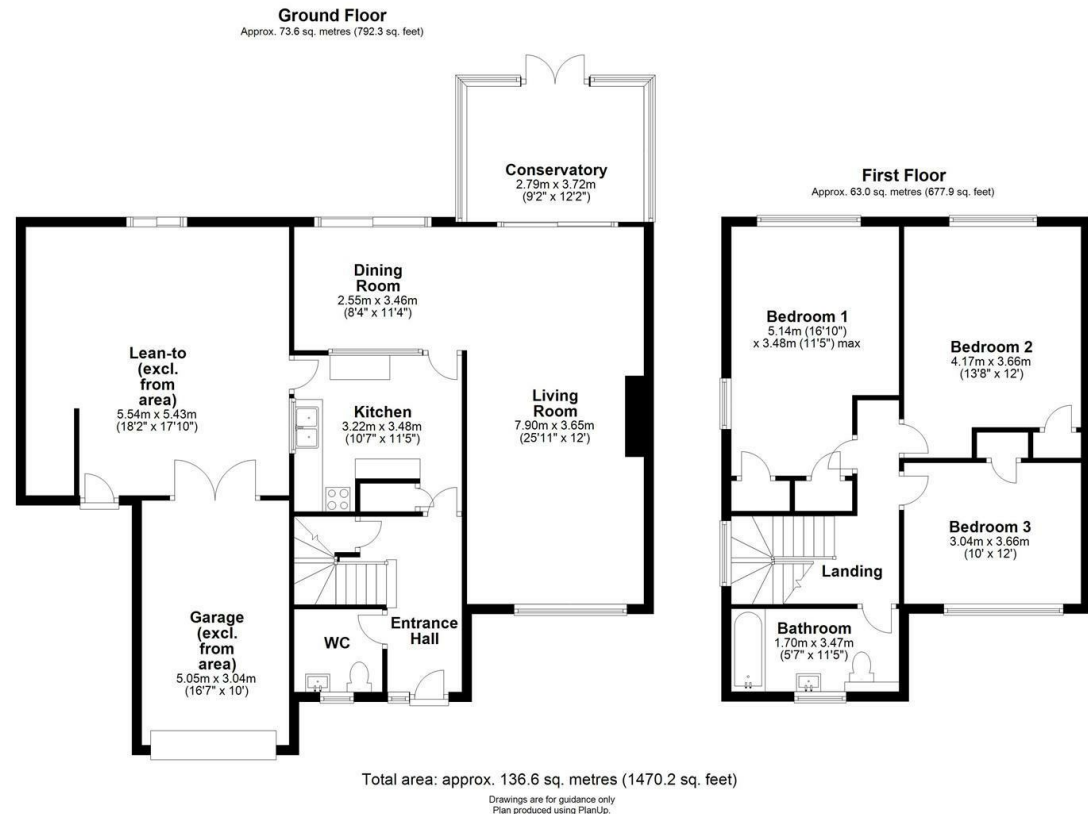 Ground Floor
Approx. 73.6 sq. metres (792.3 sq. feet)
Conservatory
2.79m x 3.72m
(9'2" x 12'2")
Dining
Room
2.55m x 3.46m
(8'4" x 11'4")
Lean-to
(excl.
from
area)
5.54m x 5.43m
(18'2" x 17'10")
Kitchen
3.22m x 3.48m
(10'7" x 11'5")
Living
Room
7.90m x 3.65m
(25'11" x 12')
Garage
(excl.
from
area)
5.05m x 3.04m
(16'7" x 10')
WC
Entrance
Hall
First Floor
Approx. 63.0 sq. metres (677.9 sq. feet)
Bedroom 1
5.14m (16'10")
x 3.48m (11'5") max
Bedroom 2
4.17m x 3.66m
(13'8" x 12')
Bedroom 3
3.04m x 3.66m
(10' x 12')
Landing
Bathroom
1.70m x 3.47m
(5'7" x 11'5")
Total area: approx. 136.6 sq. metres (1470.2 sq. feet)
Drawings are for guidance only
Plan produced using PlanUp.